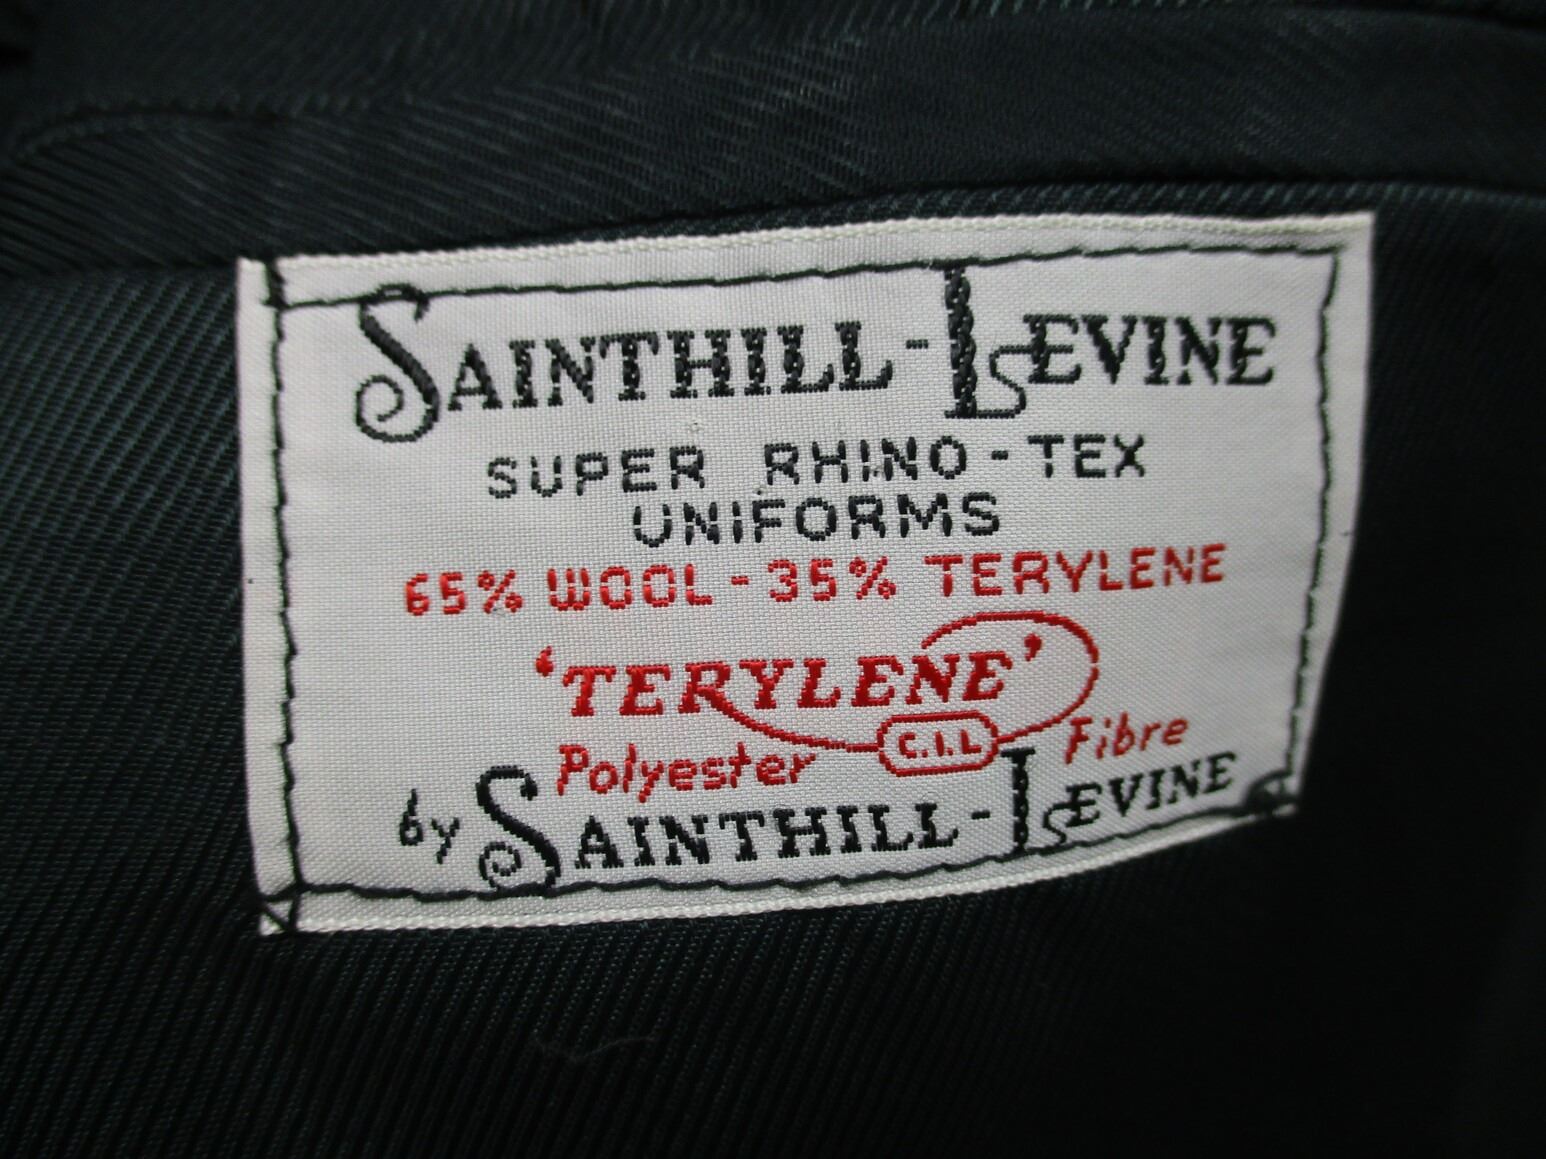 SAINTHILL-LEVINE
SUPER RHINO-TEX
UNIFORMS
65% WOOL-35% TERYLENE
'TERYLENE'
C.I.L
Polyester Fibre
by SAINTHILL-LEVINE